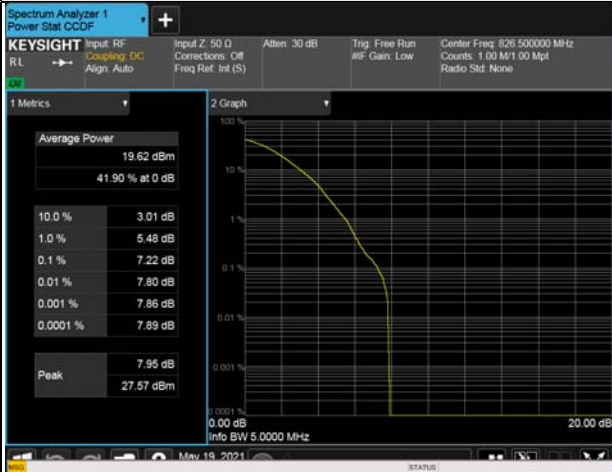 Spectrum Analyzer 1
Power Stat CCDF
KEYSIGHT
RL
Input: RF
Coupling: DC
Align: Auto
Input Z: 50 Ω
Corrections: Off
Freq Ref: Int (S)
Atten: 30 dB
Trig: Free Run
#IF Gain: Low
Center Freq: 826.500000 MHz
Counts: 1.00 M/1.00 Mpt
Radio Std: None
1 Metrics
2 Graph
Average Power
19.62 dBm
41.90 % at 0 dB
10.0 % 3.01 dB
1.0 % 5.48 dB
0.1 % 7.22 dB
0.01 % 7.80 dB
0.001 % 7.86 dB
0.0001 % 7.89 dB
Peak
7.95 dB
27.57 dBm
100 %
10 %
1 %
0.1 %
0.01 %
0.001 %
0.0001 %
0.00 dB
20.00 dB
Info BW 5.0000 MHz
May 19, 2021
MSG
STATUS